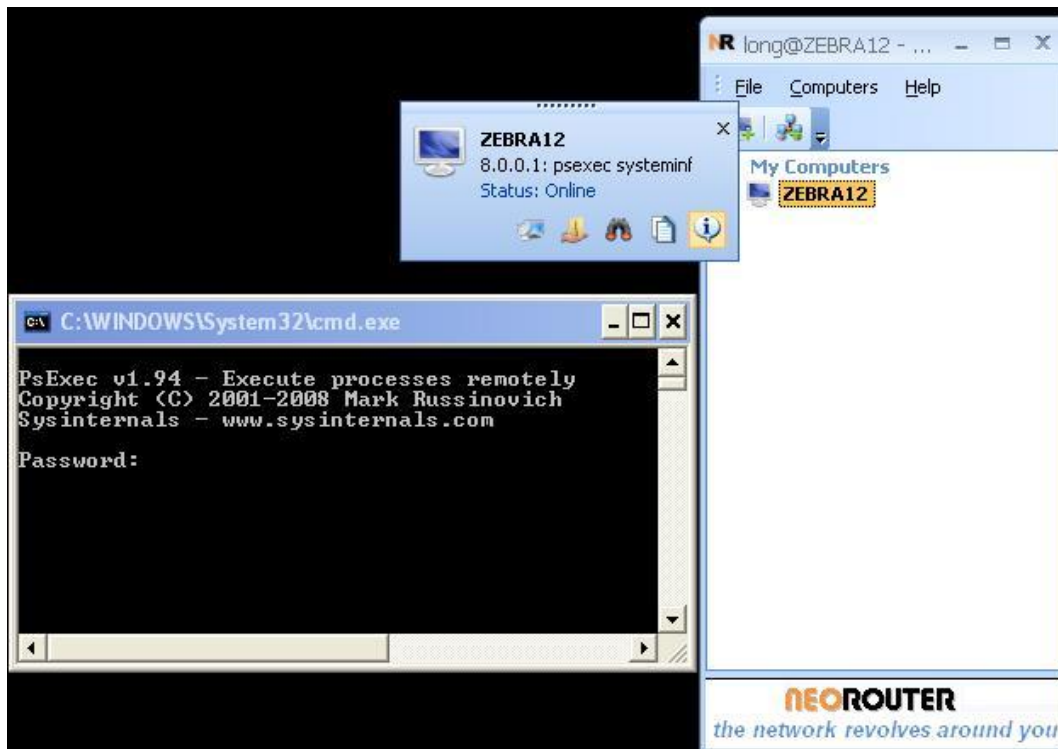 NR long@ZEBRA12 - ...
File Computers Help
My Computers
ZEBRA12
ZEBRA12
8.0.0.1: psexec systeminf
Status: Online
C:\WINDOWS\System32\cmd.exe
PsExec v1.94 - Execute processes remotely
Copyright (C) 2001-2008 Mark Russinovich
Sysinternals - www.sysinternals.com
Password:
NEOROUTER
the network revolves around you